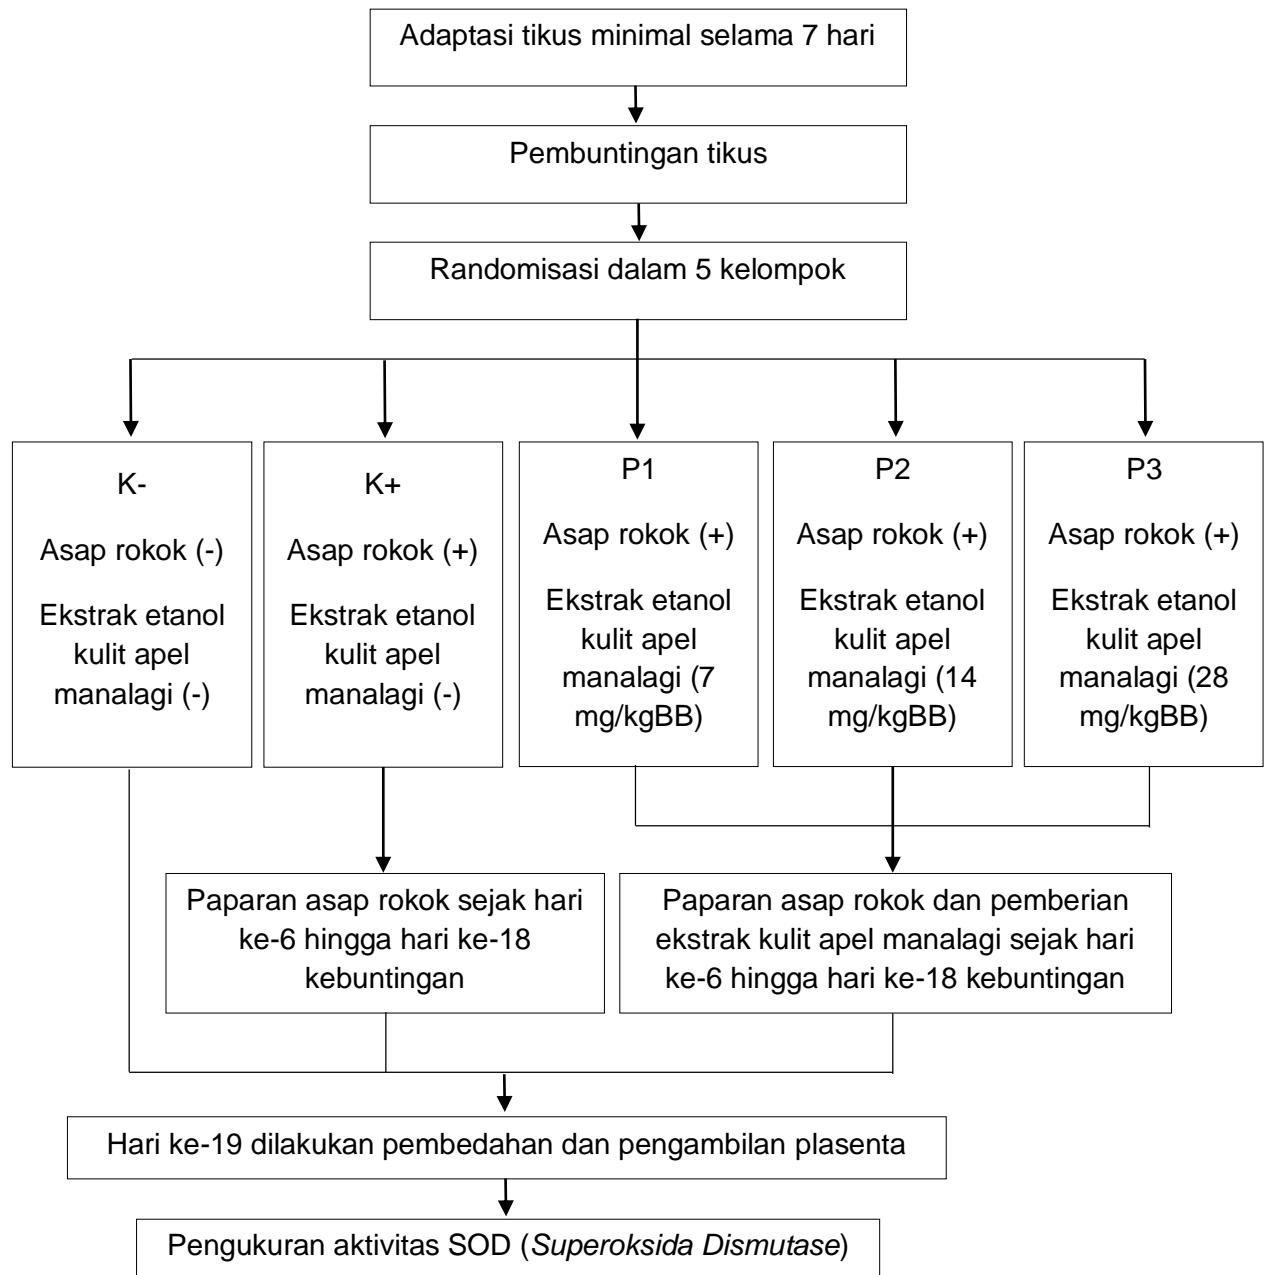 Adaptasi tikus minimal selama 7 hari
Pembuntingan tikus
Randomisasi dalam 5 kelompok
K-
Asap rokok (-)
Ekstrak etanol
kulit apel
manalagi (-)
K+
Asap rokok (+)
Ekstrak etanol
kulit apel
manalagi (-)
P1
Asap rokok (+)
Ekstrak etanol
kulit apel
manalagi (7
mg/kgBB)
P2
Asap rokok (+)
Ekstrak etanol
kulit apel
manalagi (14
mg/kgBB)
P3
Asap rokok (+)
Ekstrak etanol
kulit apel
manalagi (28
mg/kgBB)
Paparan asap rokok sejak hari
ke-6 hingga hari ke-18
kebuntingan
Paparan asap rokok dan pemberian
ekstrak kulit apel manalagi sejak hari
ke-6 hingga hari ke-18 kebuntingan
Hari ke-19 dilakukan pembedahan dan pengambilan plasenta
Pengukuran aktivitas SOD (Superoksida Dismutase)